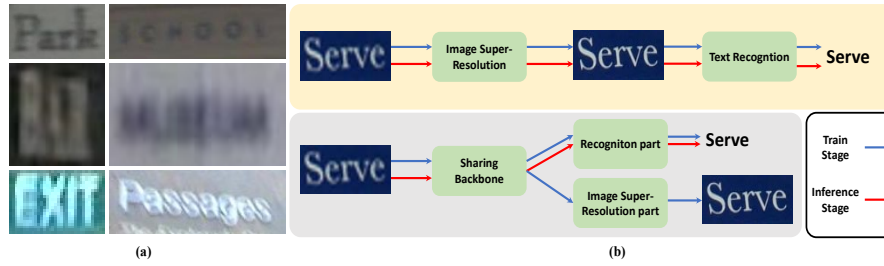 Park
SCHOOL
MUSEUM
EXIT
Passages
(a)
Serve
Image Super-
Resolution
Serve
Text Recogntion
Serve
Serve
Sharing
Backbone
Recogniton part
Serve
Image Super-
Resolution part
Serve
Train
Stage
Inference
Stage
(b)